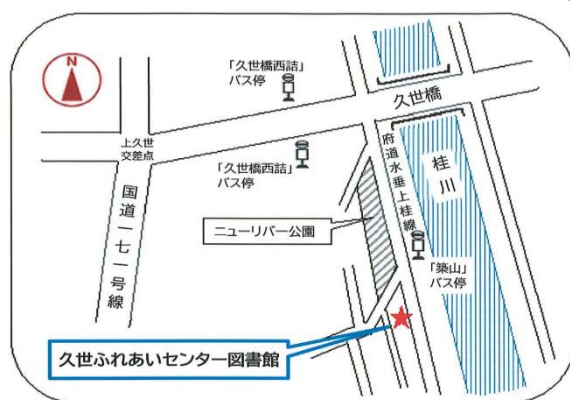 N
「久世橋西詰」
バス停
久世橋
上久世
交差点
「久世橋西詰」
バス停
府道水垂上桂線
桂川
国道一七一号線
ニューリバー公園
「築山」
バス停
久世ふれあいセンター図書館